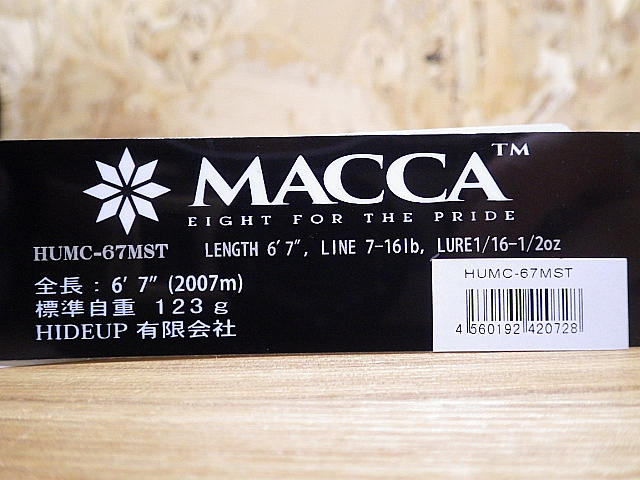 MACCA™
EIGHT FOR THE PRIDE
HUMC-67MST LENGTH 6'7", LINE 7-16lb, LURE1/16-1/2oz
全長：6' 7" (2007m)
標準自重 123g
HIDEUP 有限会社
HUMC-67MST
4 560192 420728